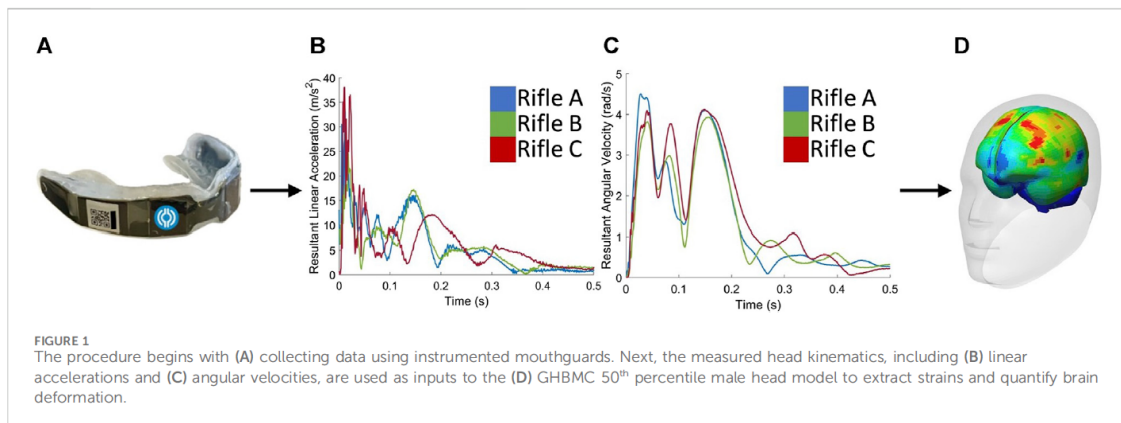 A
B
C
D
Resultant Linear Acceleration (m/s²)
40
35
30
25
20
15
10
5
0
Rifle A
Rifle B
Rifle C
0
0.1
0.2
0.3
0.4
0.5
Time (s)
Resultant Angular Velocity (rad/s)
5
4
3
2
1
0
Rifle A
Rifle B
Rifle C
0
0.1
0.2
0.3
0.4
0.5
Time (s)
FIGURE 1
The procedure begins with (A) collecting data using instrumented mouthguards. Next, the measured head kinematics, including (B) linear
accelerations and (C) angular velocities, are used as inputs to the (D) GHBMC 50th percentile male head model to extract strains and quantify brain
deformation.